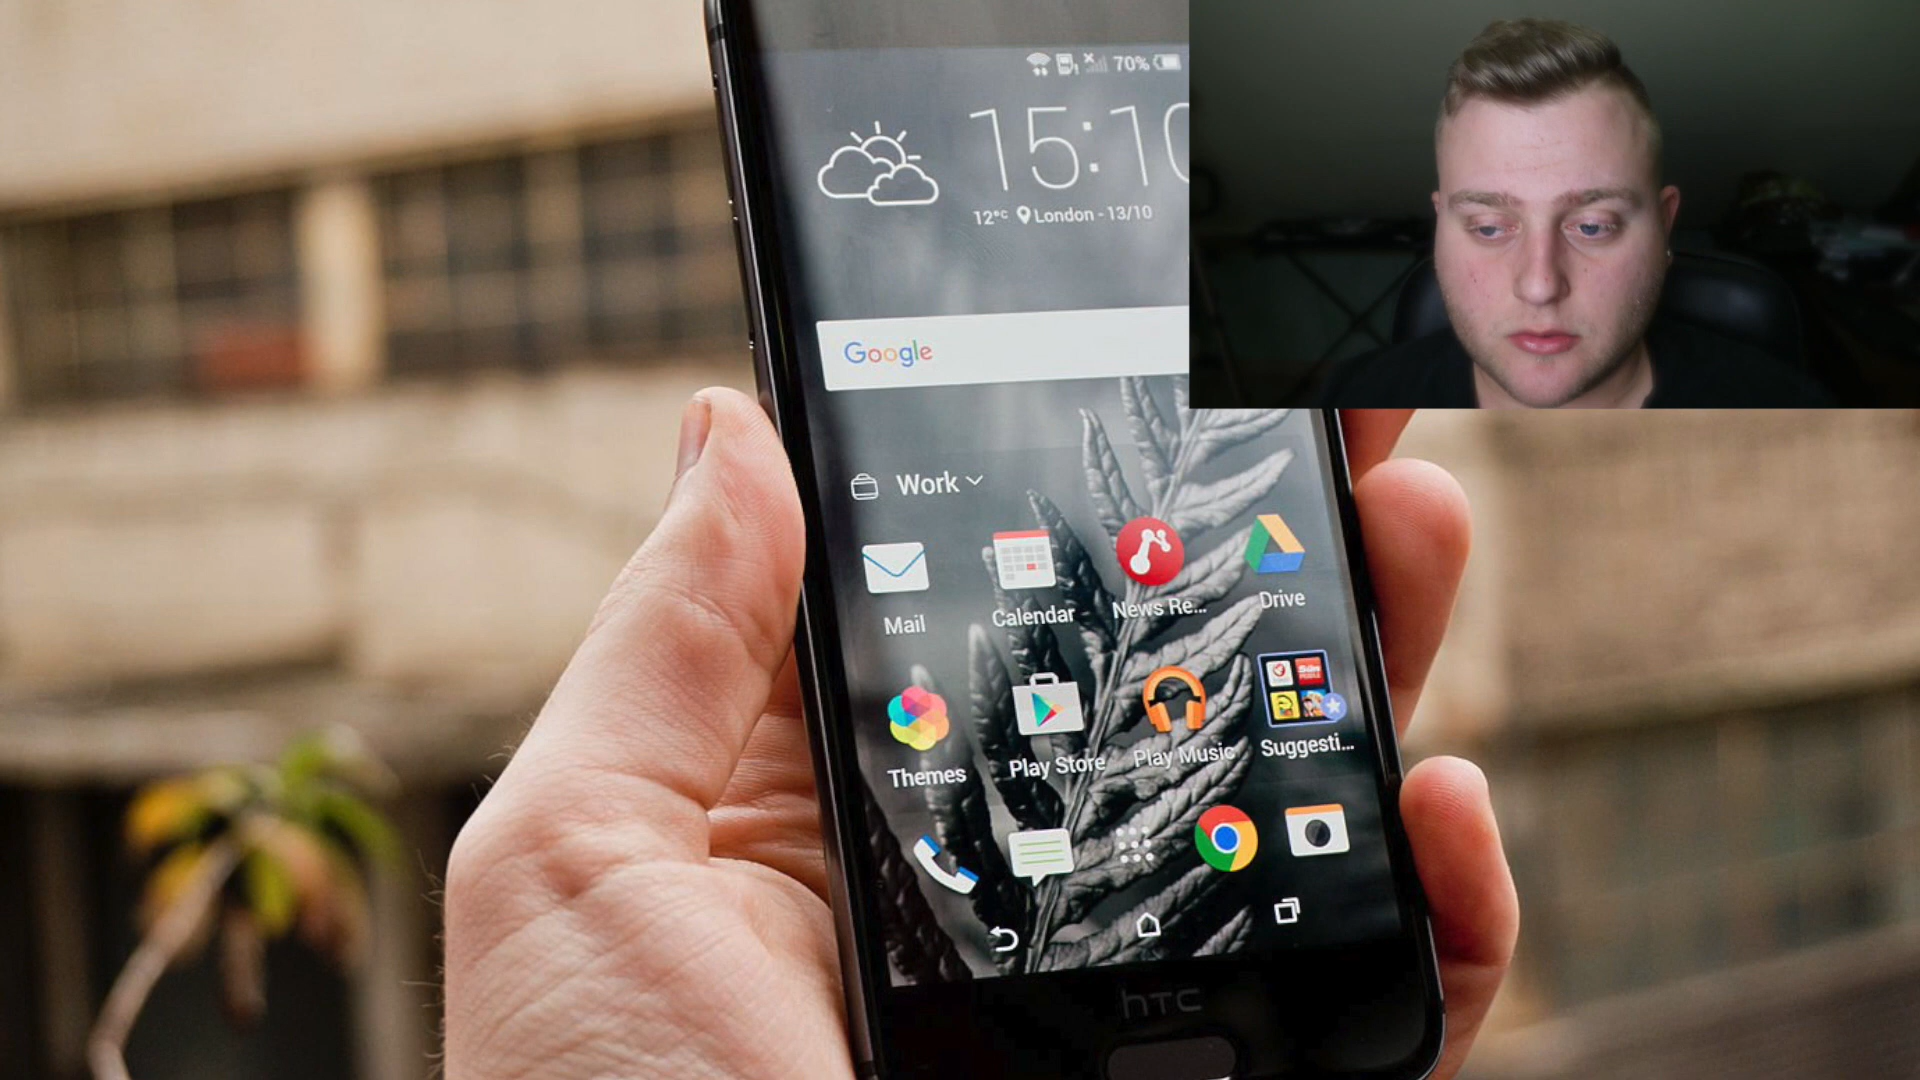 70%
15:10
12°C London - 13/10
Google
Work
Mail
Calendar
News Re...
Drive
Themes
Play Store
Play Music
Suggesti...
hTC